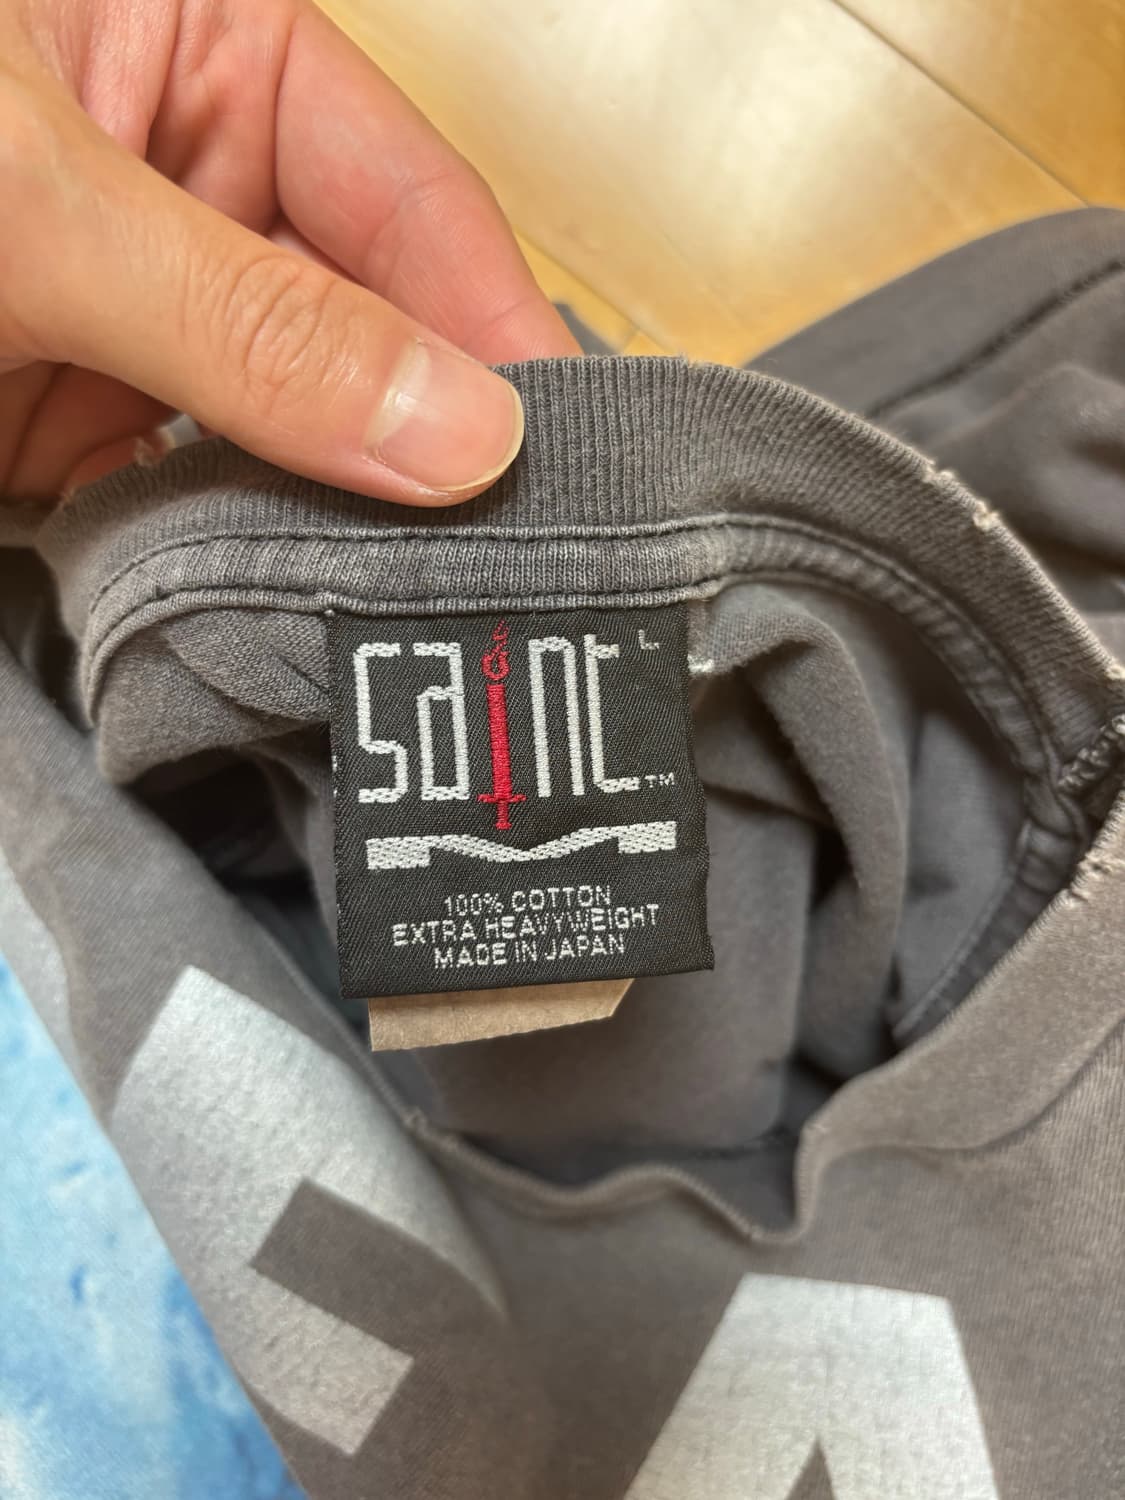 saint L
TM
100% COTTON
EXTRA HEAVYWEIGHT
MADE IN JAPAN